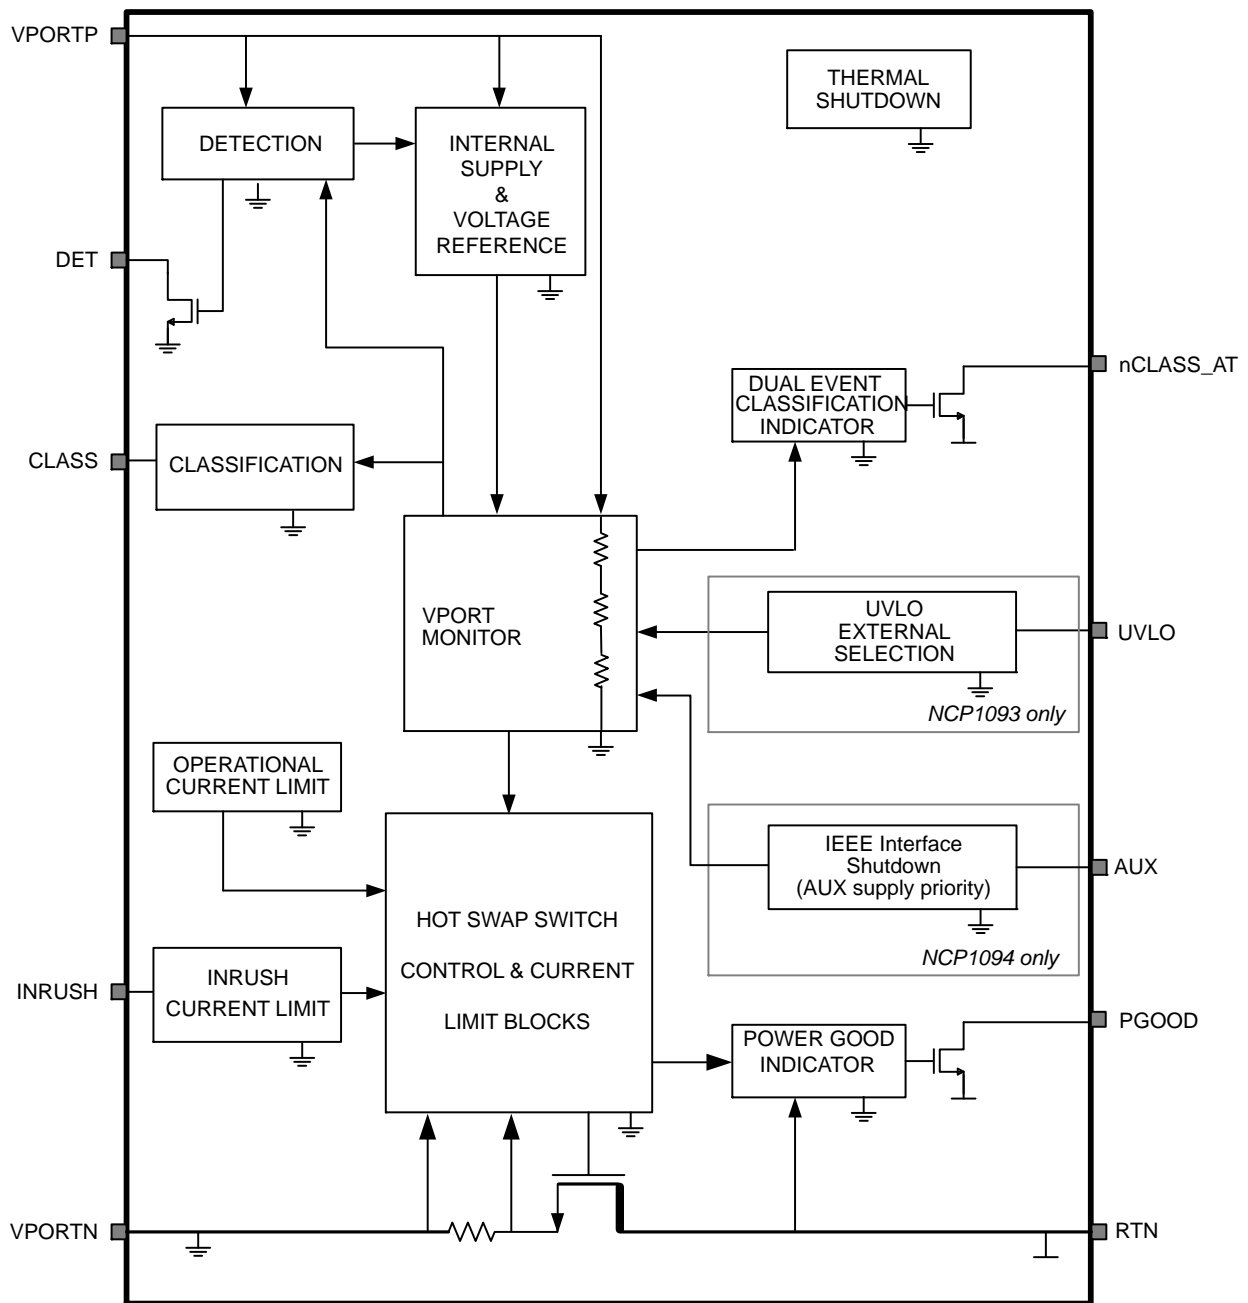 VPORTP
THERMAL
SHUTDOWN
DETECTION
INTERNAL
SUPPLY
&
VOLTAGE
REFERENCE
DET
nCLASS_AT
DUAL EVENT
CLASSIFICATION
INDICATOR
CLASS
CLASSIFICATION
VPORT
MONITOR
UVLO
EXTERNAL
SELECTION
UVLO
NCP1093 only
OPERATIONAL
CURRENT LIMIT
IEEE Interface
Shutdown
(AUX supply priority)
AUX
NCP1094 only
HOT SWAP SWITCH
CONTROL & CURRENT
LIMIT BLOCKS
INRUSH
INRUSH
CURRENT LIMIT
PGOOD
POWER GOOD
INDICATOR
VPORTN
RTN